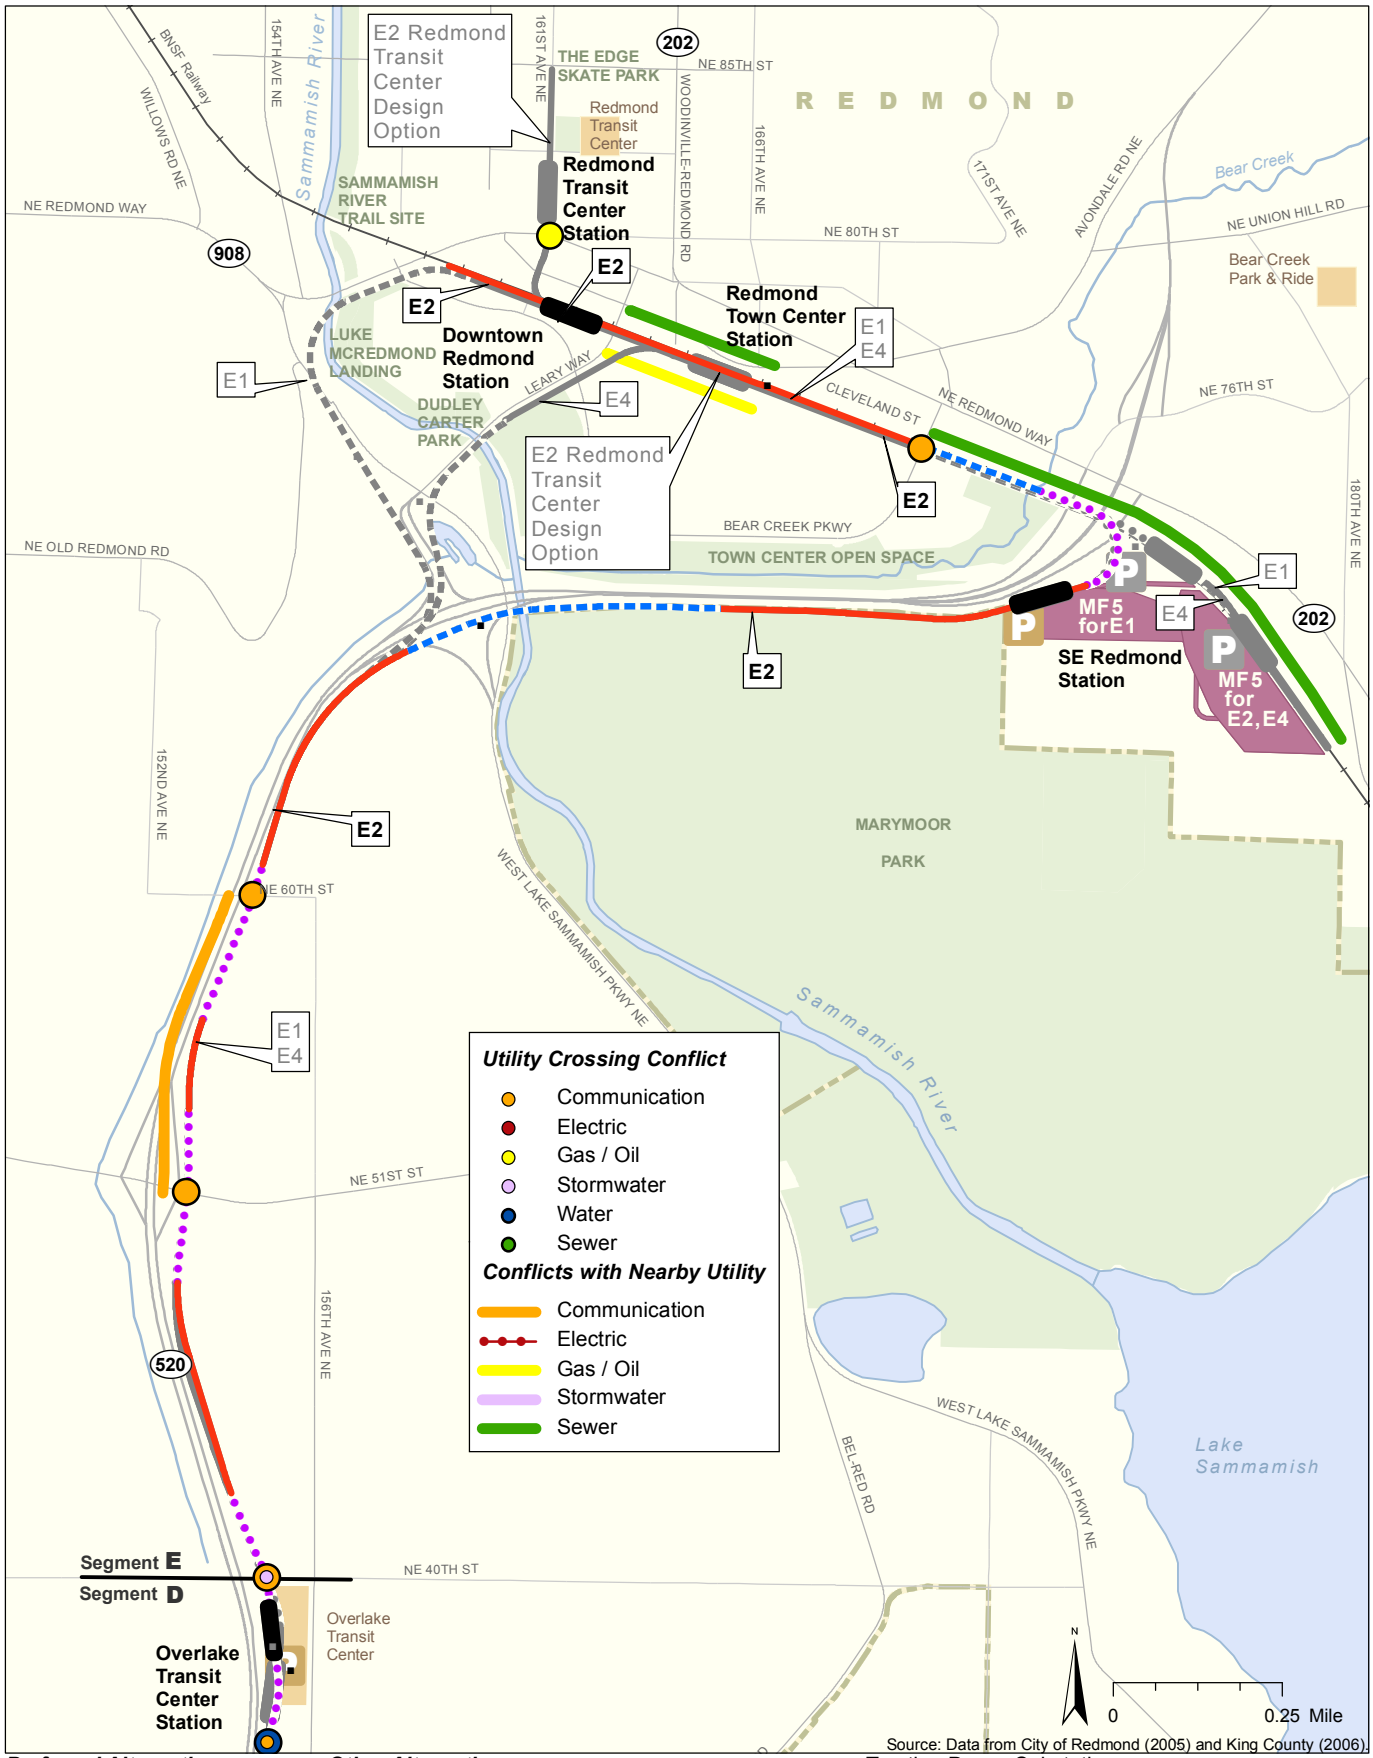 E2 Redmond
Transit
Center
Design
Option
202
161ST AVE NE
154TH AVE NE
BNSF Railway
Sammamish River
WILLOWS RD NE
THE EDGE
SKATE PARK
NE 85TH ST
Redmond
Transit
Center
WOODINVILLE-REDMOND RD
166TH AVE NE
REDMOND
171ST AVE NE
AVONDALE RD NE
Bear Creek
NE UNION HILL RD
Bear Creek
Park & Ride
Redmond
Transit
Center
Station
SAMMAMISH
RIVER
TRAIL SITE
NE REDMOND WAY
908
NE 80TH ST
E2
E2
Redmond
Town Center
Station
E1
E4
Downtown
Redmond
Station
LUKE
MCREDMOND
LANDING
E1
LEARY WAY
E4
DUDLEY
CARTER
PARK
CLEVELAND ST
NE REDMOND WAY
NE 76TH ST
180TH AVE NE
E2 Redmond
Transit
Center
Design
Option
E2
BEAR CREEK PKWY
TOWN CENTER OPEN SPACE
NE OLD REDMOND RD
P
E1
E4
202
MF5
forE1
P
P
MF5
for
E2,E4
SE Redmond
Station
E2
152ND AVE NE
E2
MARYMOOR
PARK
NE 60TH ST
WEST LAKE SAMMAMISH PKWY NE
Sammamish River
E1
E4
Utility Crossing Conflict
Communication
Electric
Gas / Oil
Stormwater
Water
Sewer
Conflicts with Nearby Utility
Communication
Electric
Gas / Oil
Stormwater
Sewer
NE 51ST ST
156TH AVE NE
520
BEL-RED RD
WEST LAKE SAMMAMISH PKWY NE
Lake
Sammamish
Segment E
Segment D
NE 40TH ST
Overlake
Transit
Center
Overlake
Transit
Center
Station
N
0 0.25 Mile
Source: Data from City of Redmond (2005) and King County (2006).